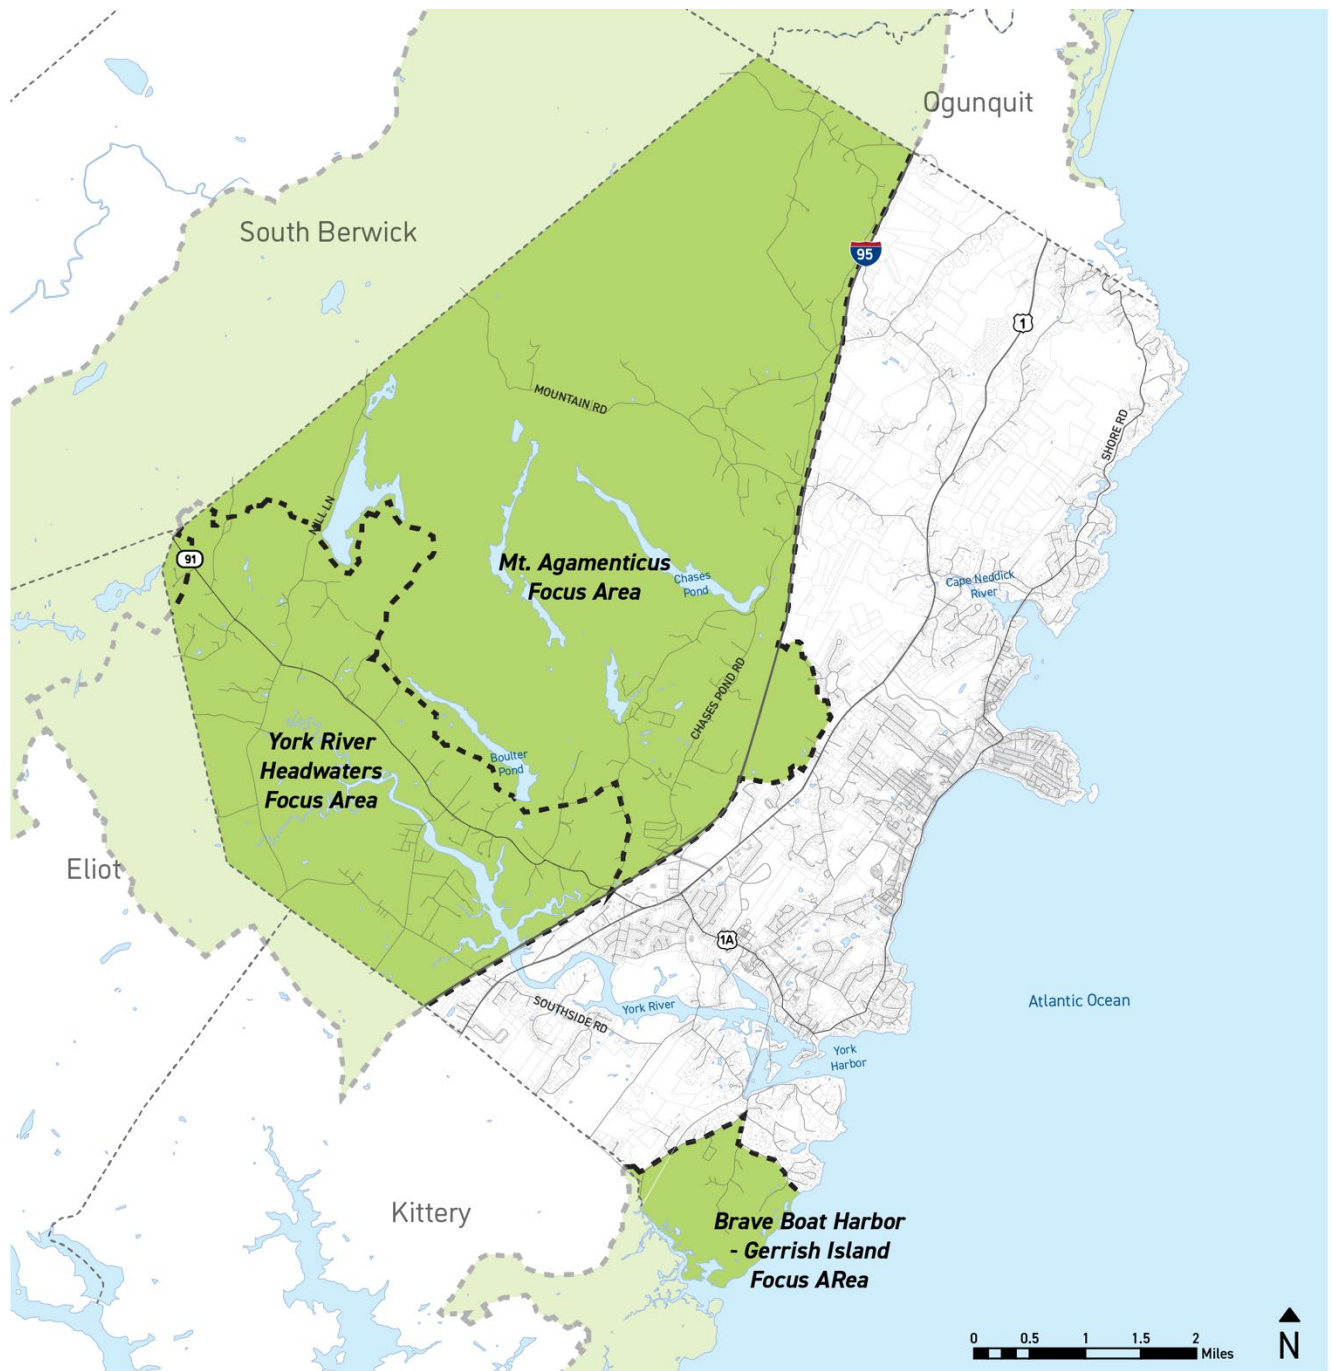 Ogunquit
South Berwick
95
1
MOUNTAIN RD
SHORE RD
MILL LN
91
Mt. Agamenticus
Focus Area
Chases
Pond
Cape Neddick
River
CHASES POND RD
York River
Headwaters
Focus Area
Boulter
Pond
Eliot
1A
Atlantic Ocean
SOUTHSIDE RD
York River
York
Harbor
Kittery
Brave Boat Harbor
- Gerrish Island
Focus ARea
0 0.5 1 1.5 2
Miles
N